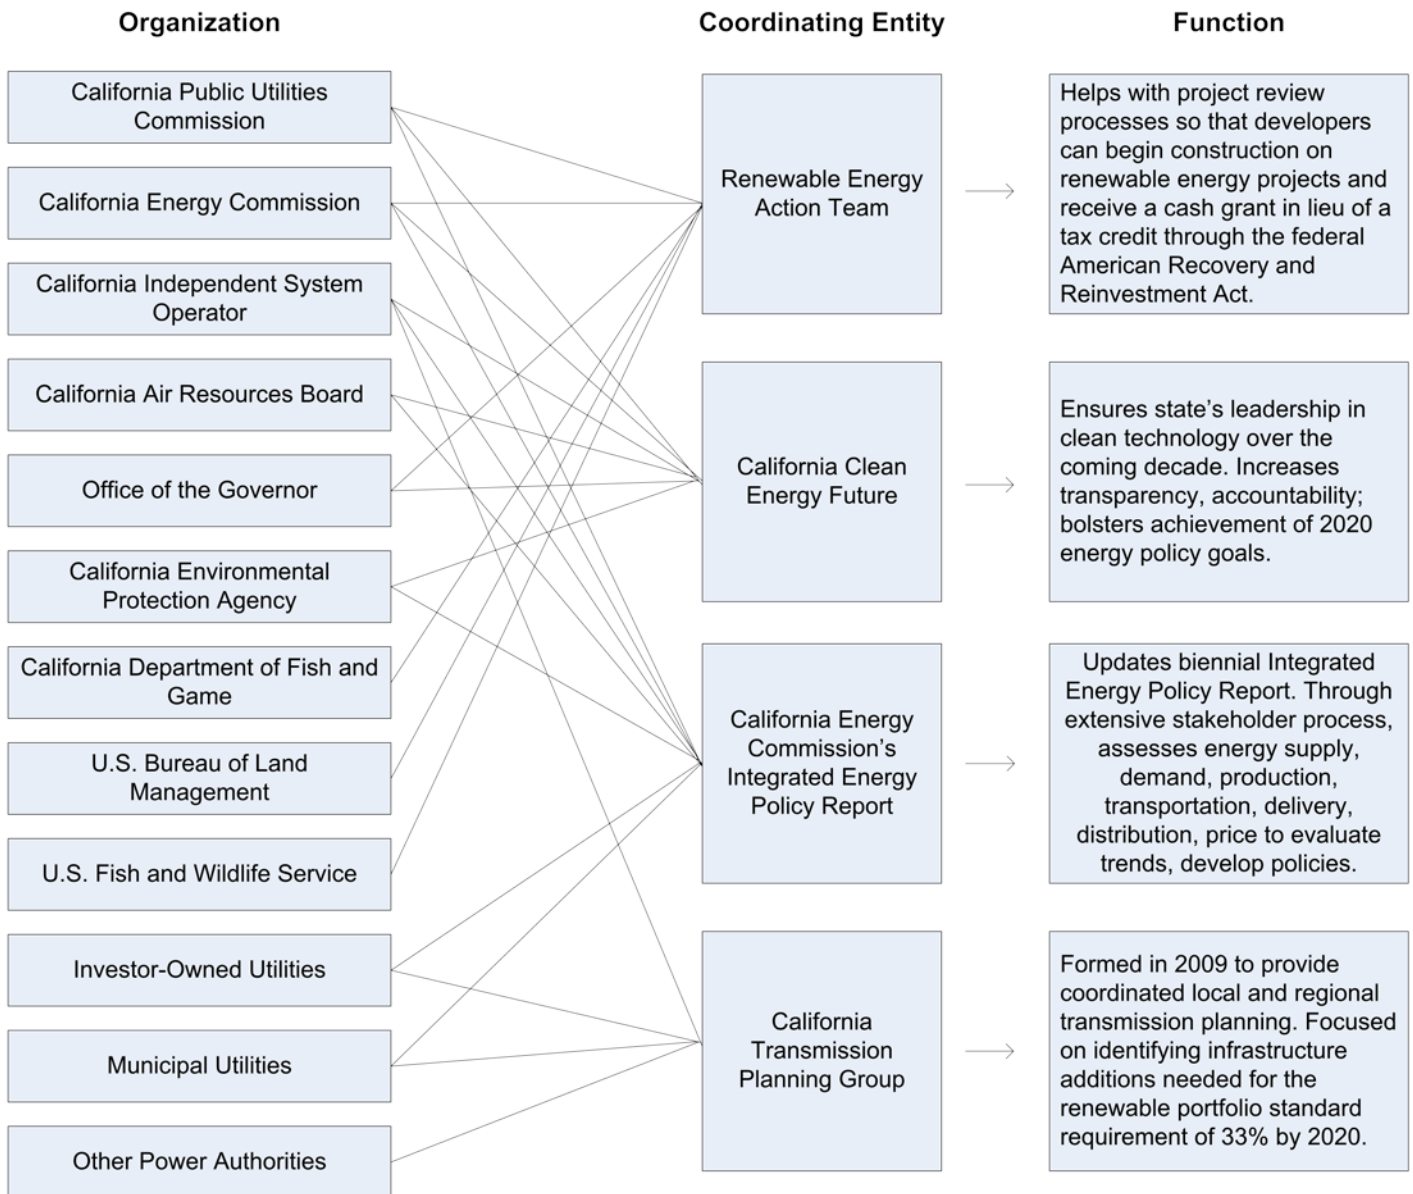 Organization
Coordinating Entity
Function
California Public Utilities
Commission
California Energy Commission
California Independent System
Operator
California Air Resources Board
Office of the Governor
California Environmental
Protection Agency
California Department of Fish and
Game
U.S. Bureau of Land
Management
U.S. Fish and Wildlife Service
Investor-Owned Utilities
Municipal Utilities
Other Power Authorities
Renewable Energy
Action Team
California Clean
Energy Future
California Energy
Commission’s
Integrated Energy
Policy Report
California
Transmission
Planning Group
Helps with project review
processes so that developers
can begin construction on
renewable energy projects and
receive a cash grant in lieu of a
tax credit through the federal
American Recovery and
Reinvestment Act.
Ensures state’s leadership in
clean technology over the
coming decade. Increases
transparency, accountability;
bolsters achievement of 2020
energy policy goals.
Updates biennial Integrated
Energy Policy Report. Through
extensive stakeholder process,
assesses energy supply,
demand, production,
transportation, delivery,
distribution, price to evaluate
trends, develop policies.
Formed in 2009 to provide
coordinated local and regional
transmission planning. Focused
on identifying infrastructure
additions needed for the
renewable portfolio standard
requirement of 33% by 2020.